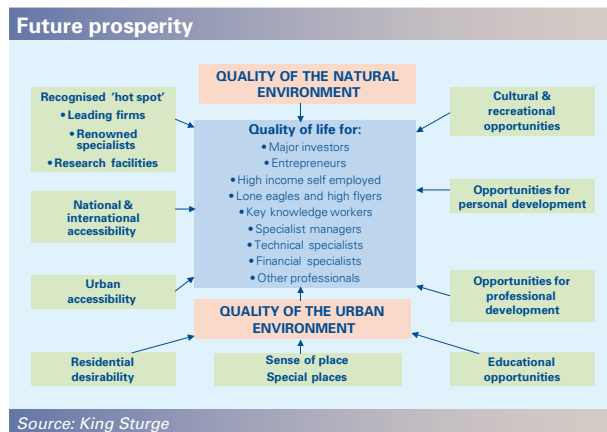 Future prosperity
QUALITY OF THE NATURAL
ENVIRONMENT
Recognised ‘hot spot’
• Leading firms
• Renowned
specialists
• Research facilities
Cultural &
recreational
opportunities
Quality of life for:
• Major investors
• Entrepreneurs
• High income self employed
• Lone eagles and high flyers
• Key knowledge workers
• Specialist managers
• Technical specialists
• Financial specialists
• Other professionals
National &
international
accessibility
Opportunities for
personal development
Urban
accessibility
Opportunities for
professional
development
QUALITY OF THE URBAN
ENVIRONMENT
Residential
desirability
Sense of place
Special places
Educational
opportunities
Source: King Sturge